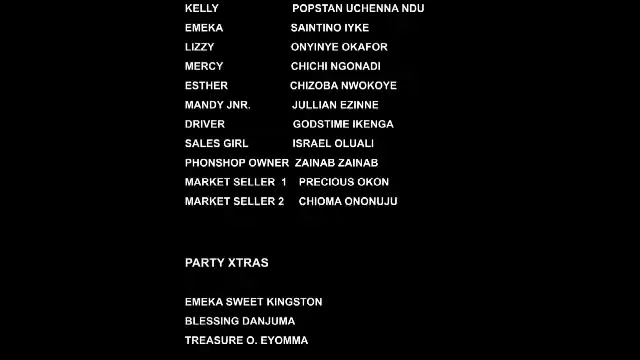 KELLY POPSTAN UCHENNA NDU
EMEKA SAINTINO IYKE
LIZZY ONYINYE OKAFOR
MERCY CHICHI NGONADI
ESTHER CHIZOBA NWOKOYE
MANDY JNR. JULLIAN EZINNE
DRIVER GODSTIME IKENGA
SALES GIRL ISRAEL OLUALI
PHONSHOP OWNER ZAINAB ZAINAB
MARKET SELLER 1 PRECIOUS OKON
MARKET SELLER 2 CHIOMA ONONUJU
PARTY XTRAS
EMEKA SWEET KINGSTON
BLESSING DANJUMA
TREASURE O. EYOMMA